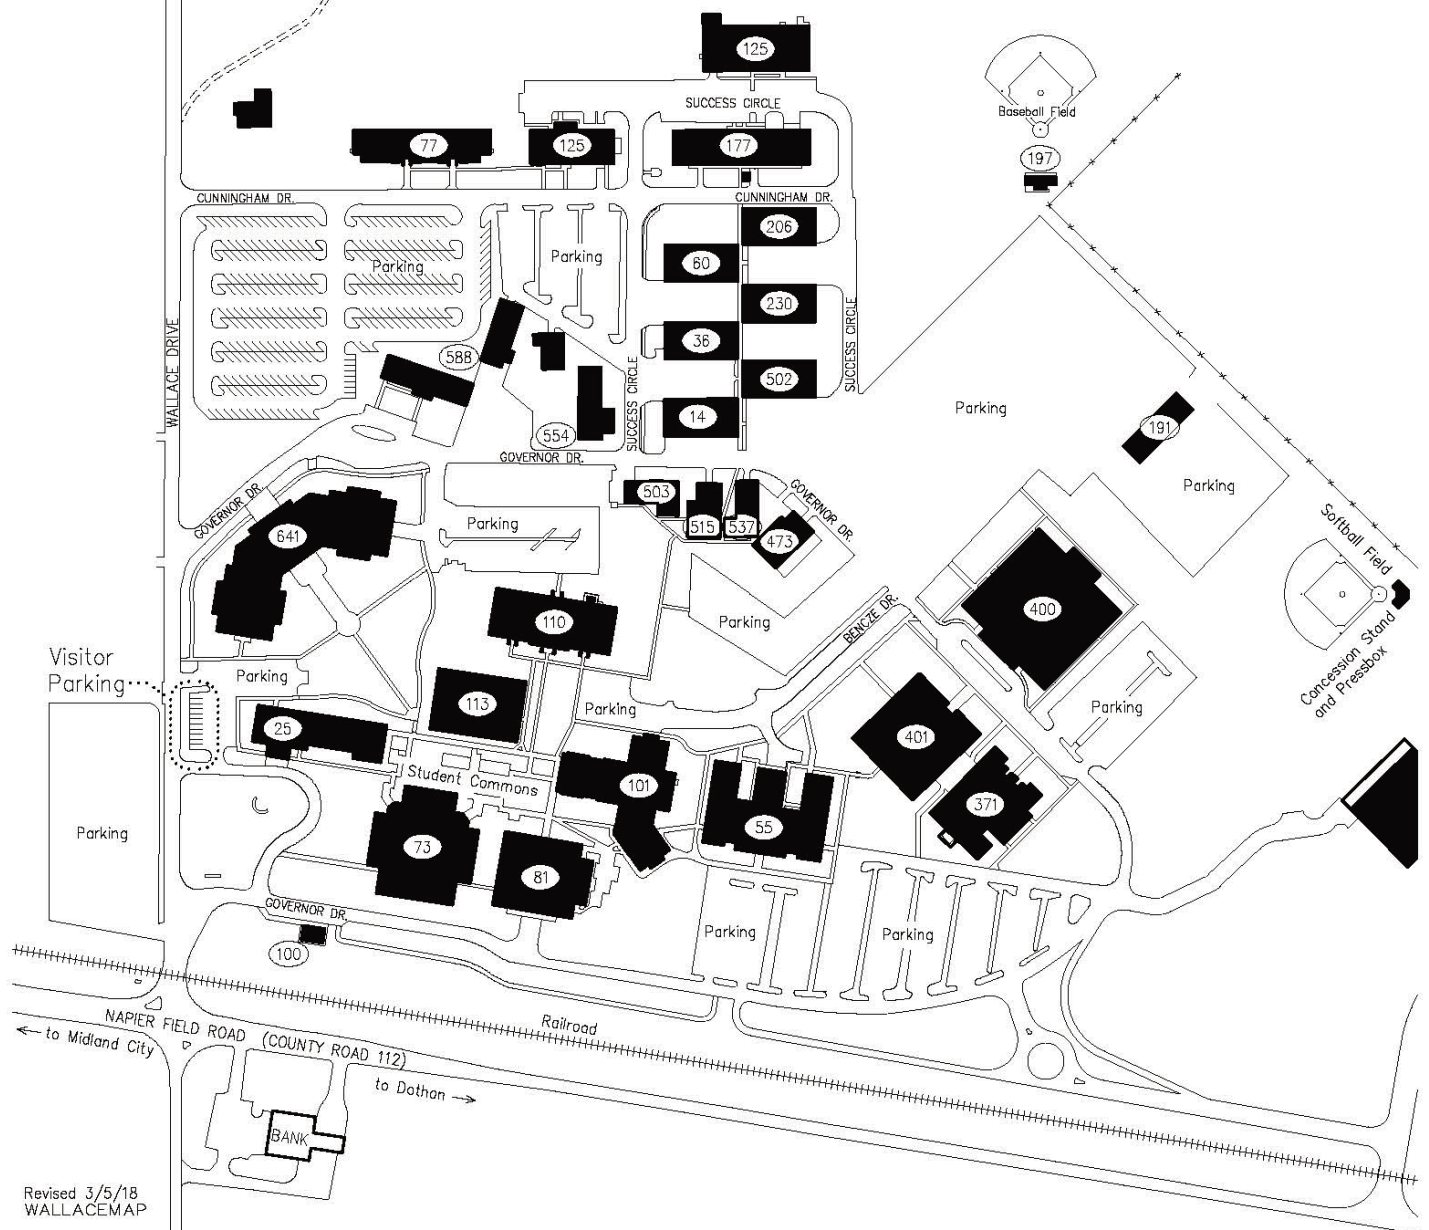 125
SUCCESS CIRCLE
Baseball Field
77
125
177
197
CUNNINGHAM DR.
CUNNINGHAM DR.
206
Parking
Parking
60
230
SUCCESS CIRCLE
WALLACE DRIVE
36
588
SUCCESS CIRCLE
502
14
Parking
191
554
GOVERNOR DR.
Parking
GOVERNOR DR.
503
GOVERNOR DR.
Parking
515
537
473
641
Softball Field
400
110
Parking
BENCZE DR.
Concession Stand
and Pressbox
Visitor
Parking
Parking
113
Parking
Parking
25
401
Student Commons
101
371
Parking
55
73
81
GOVERNOR DR.
Parking
Parking
100
Railroad
NAPIER FIELD ROAD (COUNTY ROAD 112)
← to Midland City
to Dothan →
BANK
Revised 3/5/18
WALLACEMAP